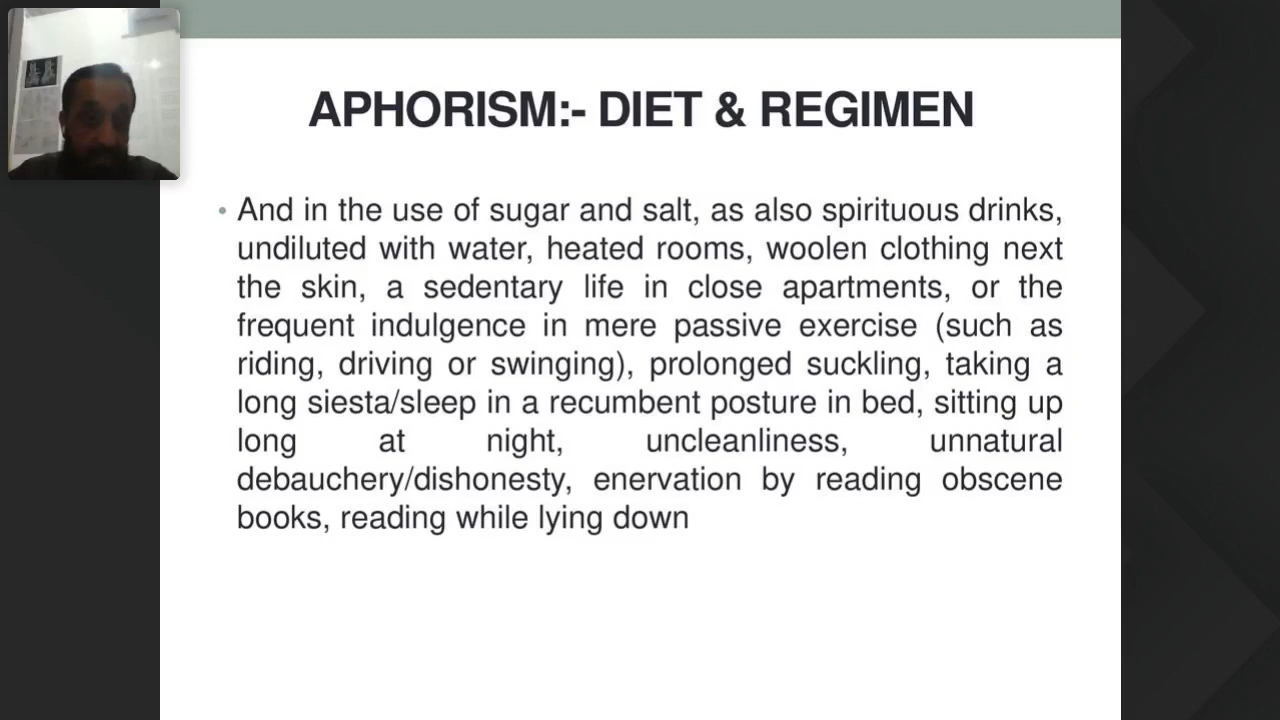 APHORISM:- DIET & REGIMEN
• And in the use of sugar and salt, as also spirituous drinks,
undiluted with water, heated rooms, woolen clothing next
the skin, a sedentary life in close apartments, or the
frequent indulgence in mere passive exercise (such as
riding, driving or swinging), prolonged suckling, taking a
long siesta/sleep in a recumbent posture in bed, sitting up
long at night, uncleanliness, unnatural
debauchery/dishonesty, enervation by reading obscene
books, reading while lying down